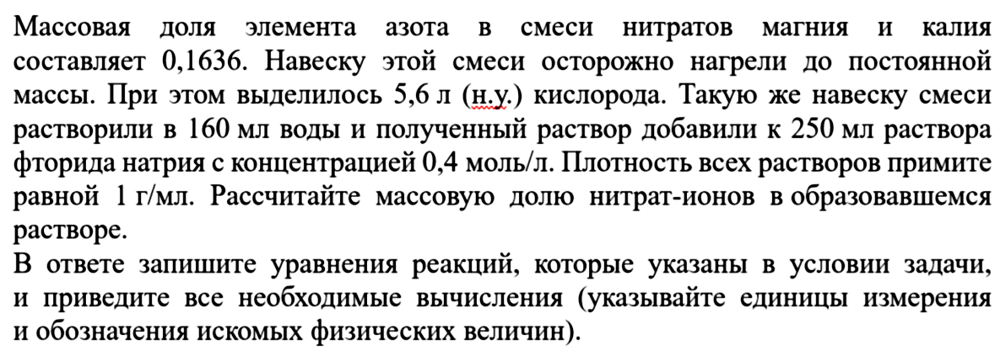 Массовая доля элемента азота в смеси нитратов магния и калия
составляет 0,1636. Навеску этой смеси осторожно нагрели до постоянной
массы. При этом выделилось 5,6 л (н.у.) кислорода. Такую же навеску смеси
растворили в 160 мл воды и полученный раствор добавили к 250 мл раствора
фторида натрия с концентрацией 0,4 моль/л. Плотность всех растворов примите
равной 1 г/мл. Рассчитайте массовую долю нитрат-ионов в образовавшемся
растворе.
В ответе запишите уравнения реакций, которые указаны в условии задачи,
и приведите все необходимые вычисления (указывайте единицы измерения
и обозначения искомых физических величин).